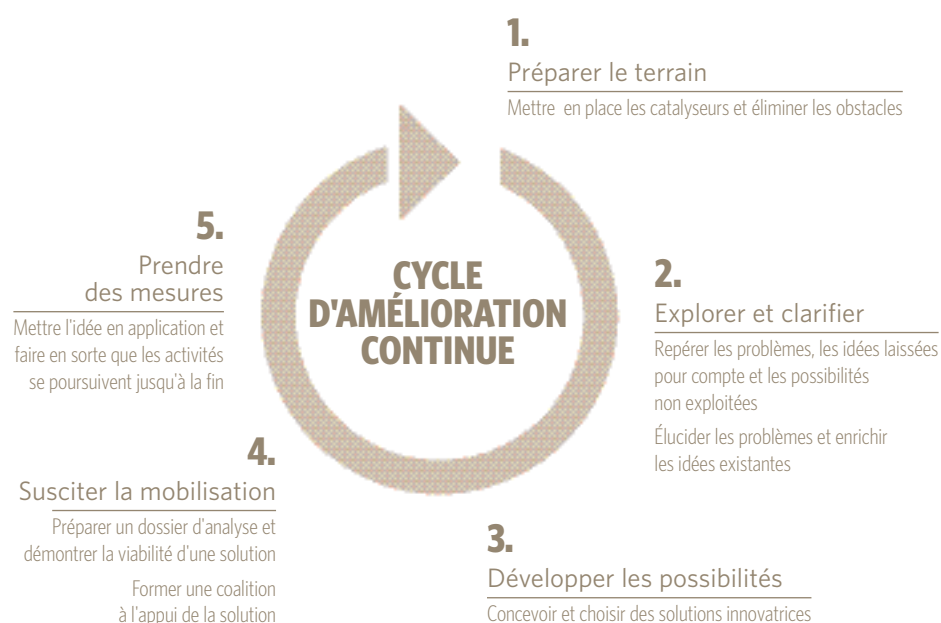 1.
Préparer le terrain
Mettre en place les catalyseurs et éliminer les obstacles
CYCLE
D'AMÉLIORATION
CONTINUE
2.
Explorer et clarifier
Repérer les problèmes, les idées laissées
pour compte et les possibilités
non exploitées
Élucider les problèmes et enrichir
les idées existantes
3.
Développer les possibilités
Concevoir et choisir des solutions innovatrices
4.
Susciter la mobilisation
Préparer un dossier d'analyse et
démontrer la viabilité d'une solution
Former une coalition
à l'appui de la solution
5.
Prendre
des mesures
Mettre l'idée en application et
faire en sorte que les activités
se poursuivent jusqu'à la fin